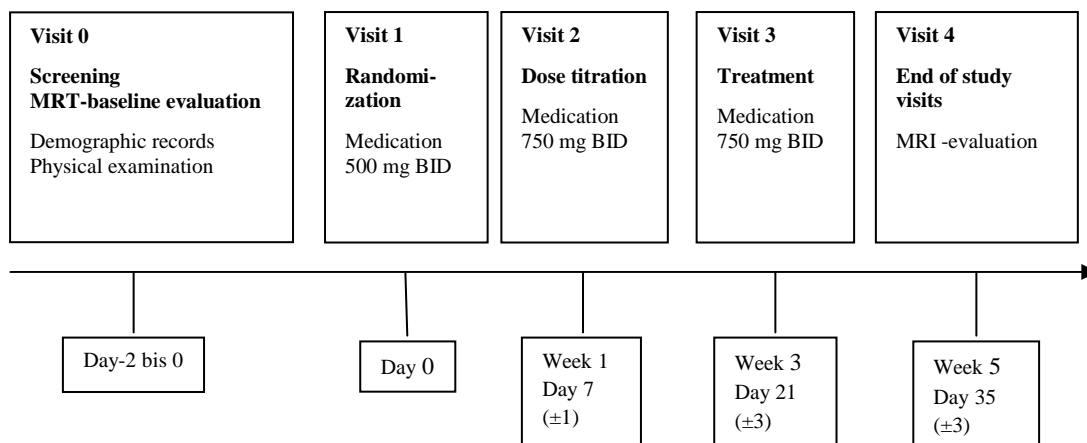 Visit 0
Screening
MRT-baseline evaluation
Demographic records
Physical examination
Visit 1
Randomi-
zation
Medication
500 mg BID
Visit 2
Dose titration
Medication
750 mg BID
Visit 3
Treatment
Medication
750 mg BID
Visit 4
End of study
visits
MRI -evaluation
Day-2 bis 0
Day 0
Week 1
Day 7
(±1)
Week 3
Day 21
(±3)
Week 5
Day 35
(±3)